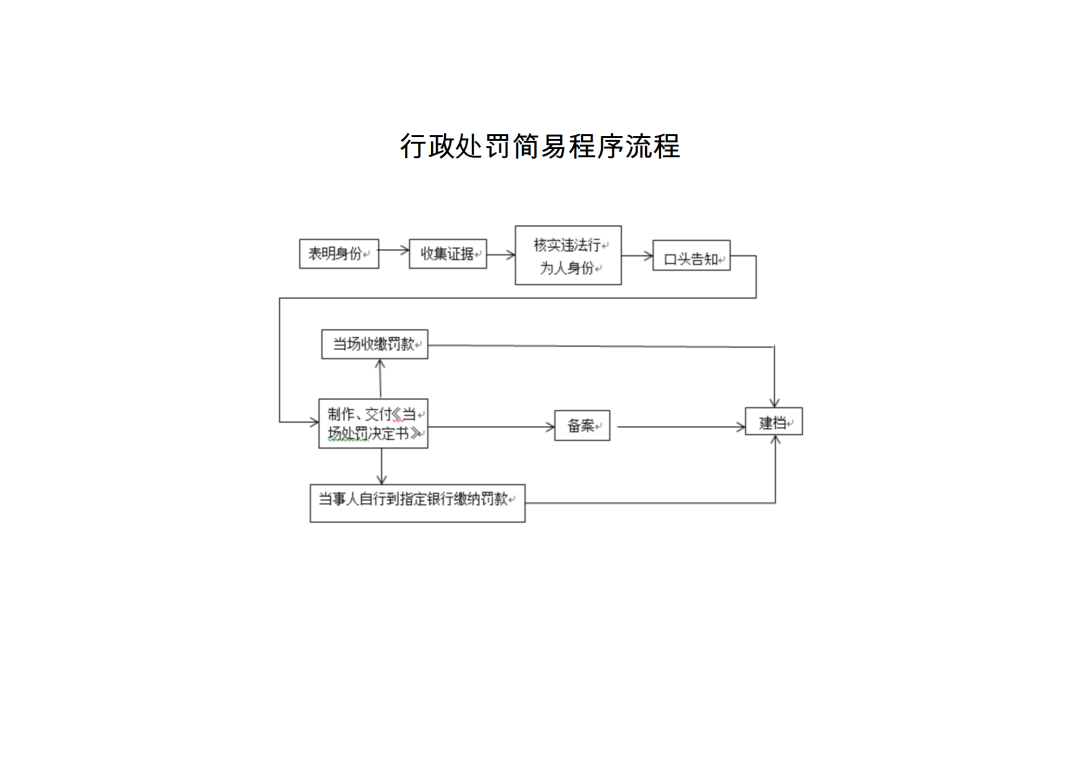 行政处罚简易程序流程
表明身份
收集证据
核实违法行
为人身份
口头告知
当场收缴罚款
制作、交付《当
场处罚决定书》
备案
建档
当事人自行到指定银行缴纳罚款